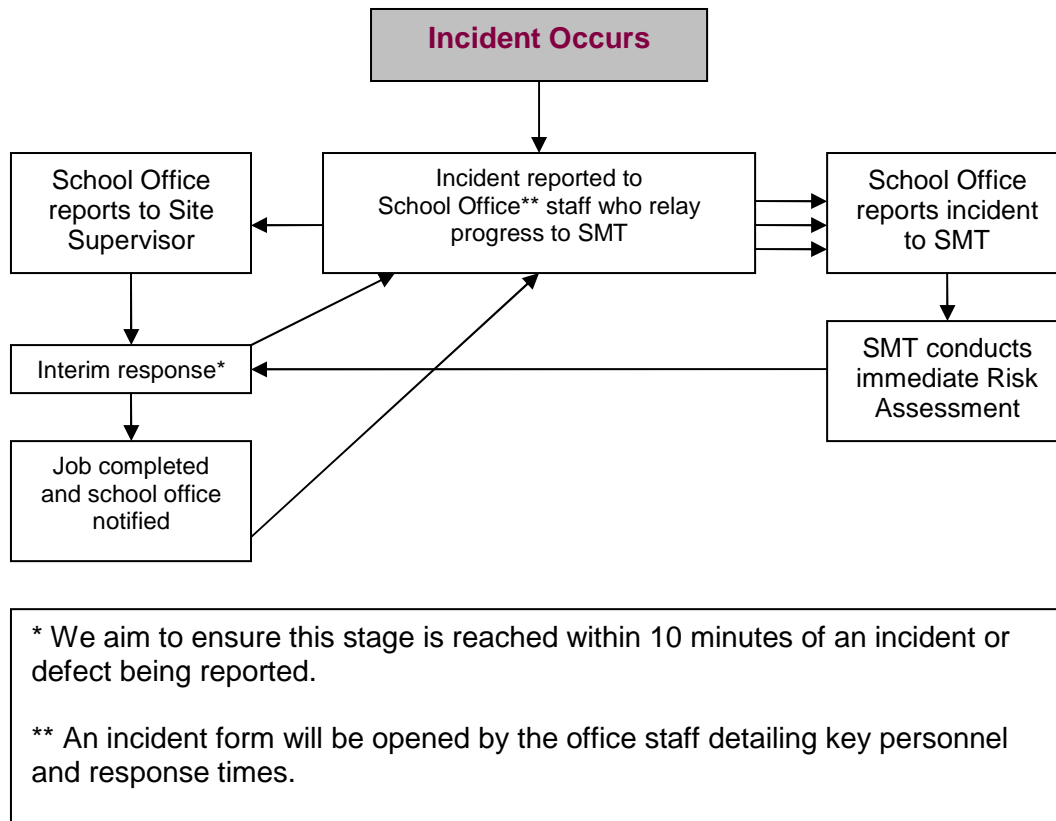 Incident Occurs
School Office
reports to Site
Supervisor
Incident reported to
School Office** staff who relay
progress to SMT
School Office
reports incident
to SMT
Interim response*
SMT conducts
immediate Risk
Assessment
Job completed
and school office
notified
* We aim to ensure this stage is reached within 10 minutes of an incident or
defect being reported.
** An incident form will be opened by the office staff detailing key personnel
and response times.